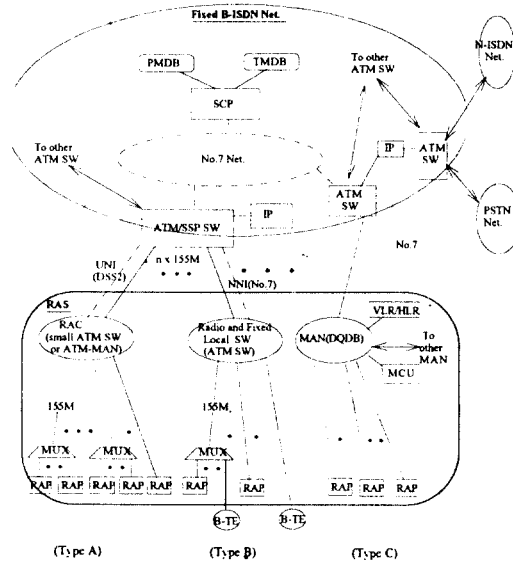 Fixed B-ISDN Net.
PMDB
TMDB
SCP
To other
ATM SW
N-ISDN
Net.
To other
ATM SW
No.7 Net.
IP
ATM
SW
ATM
SW
ATM/SSP SW
IP
PSTN
Net.
No.7
UNI
(DSS2)
n x 155M
NNI(No.7)
RAS
RAC
(small ATM SW
or ATM-MAN)
Radio and Fixed
Local SW
(ATM SW)
MAN(DQDB)
VLR/HLR
To
other
MAN
MCU
155M
155M
MUX
MUX
MUX
RAP
RAP
RAP
RAP
RAP
RAP
RAP
RAP
RAP
RAP
B-TE
B-TE
(Type A)
(Type B)
(Type C)